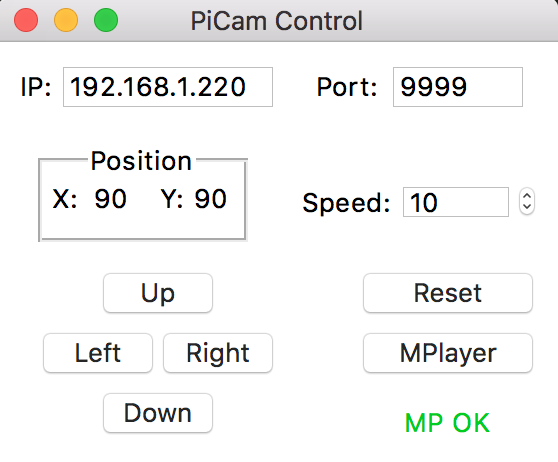 PiCam Control
IP: 192.168.1.220 Port: 9999
Position
X: 90 Y: 90 Speed: 10
Up Reset
Left Right MPlayer
Down MP OK